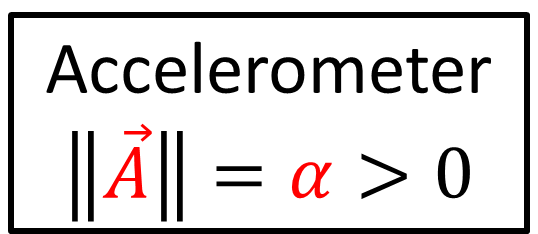 Accelerometer
‖A⃗‖ = α > 0